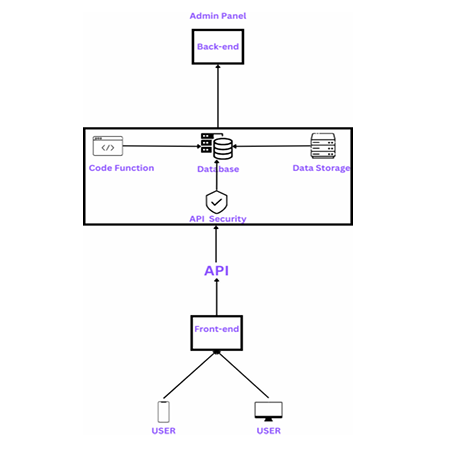 Admin Panel
Back-end
</>
Code Function
Database
Data Storage
API Security
API
Front-end
USER
USER